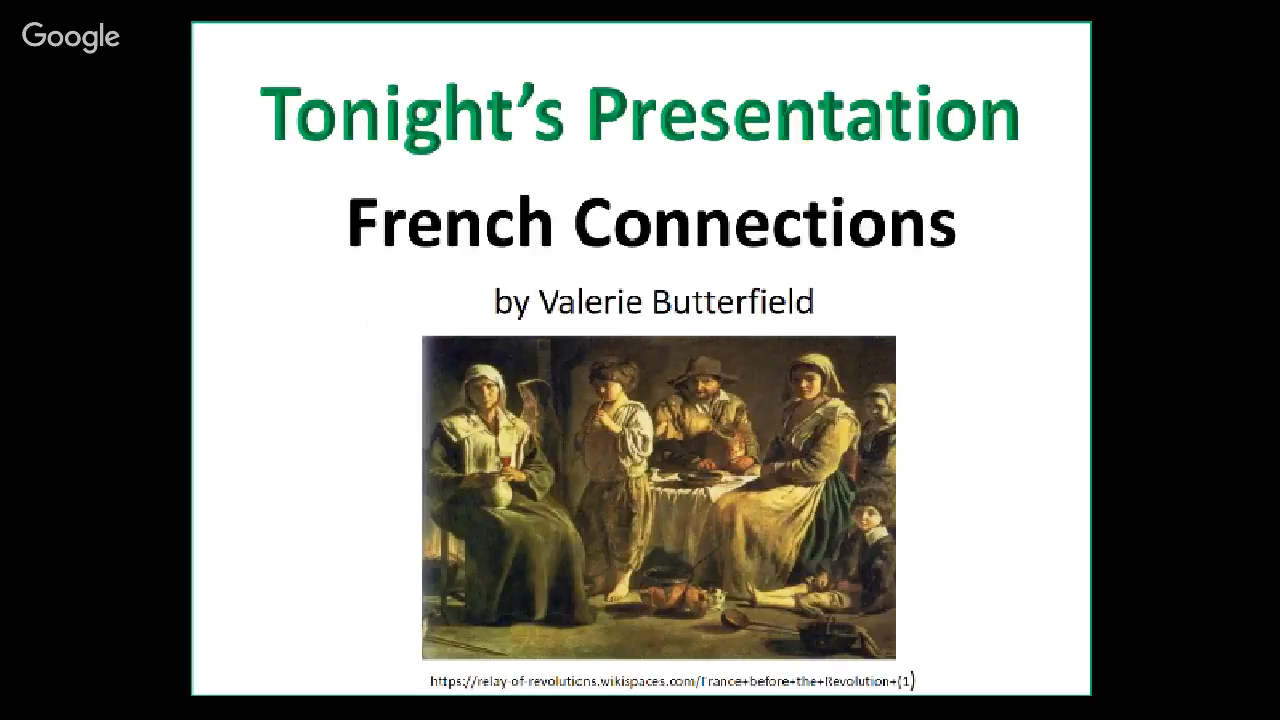 Google
Tonight’s Presentation
French Connections
by Valerie Butterfield
https://relay-of-revolutions.wikispaces.com/France+before+the+Revolution+(1)